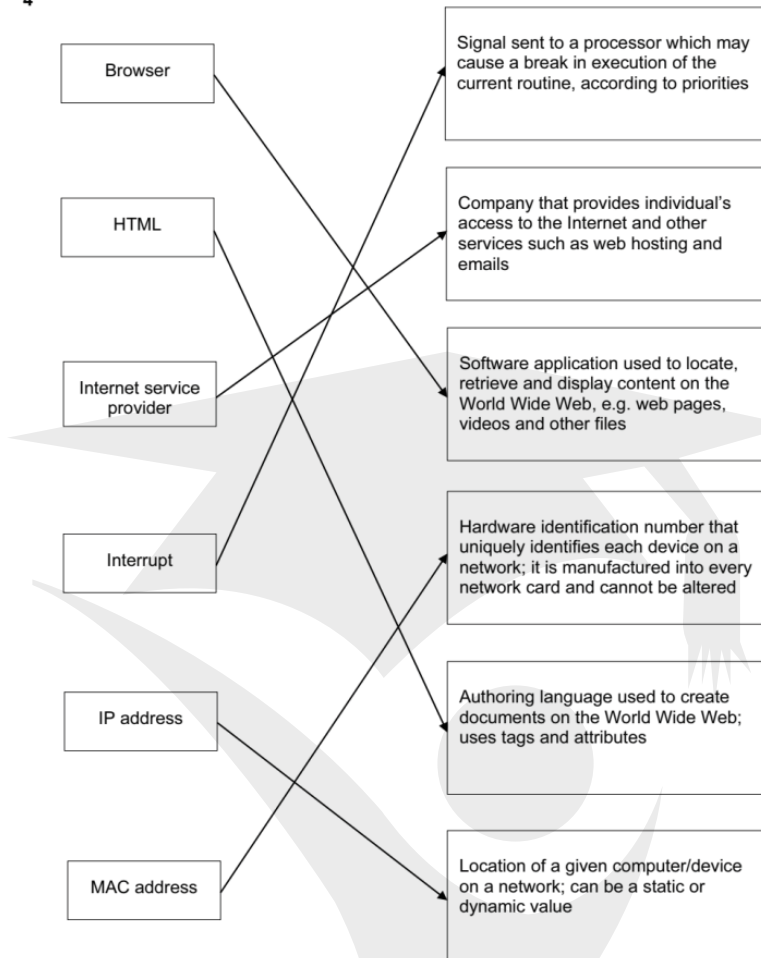 4
Browser
Signal sent to a processor which may
cause a break in execution of the
current routine, according to priorities
HTML
Company that provides individual's
access to the Internet and other
services such as web hosting and
emails
Internet service
provider
Software application used to locate,
retrieve and display content on the
World Wide Web, e.g. web pages,
videos and other files
Interrupt
Hardware identification number that
uniquely identifies each device on a
network; it is manufactured into every
network card and cannot be altered
IP address
Authoring language used to create
documents on the World Wide Web;
uses tags and attributes
MAC address
Location of a given computer/device
on a network; can be a static or
dynamic value